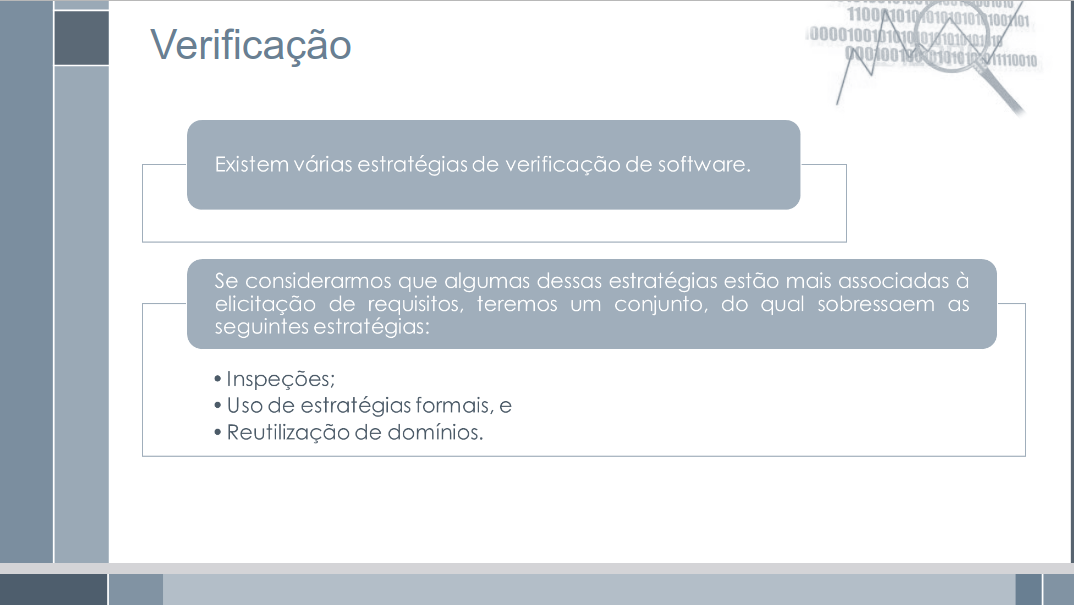 Verificação
Existem várias estratégias de verificação de software.
Se considerarmos que algumas dessas estratégias estão mais associadas à
elicitação de requisitos, teremos um conjunto, do qual sobressaem as
seguintes estratégias:
• Inspeções;
• Uso de estratégias formais, e
• Reutilização de domínios.